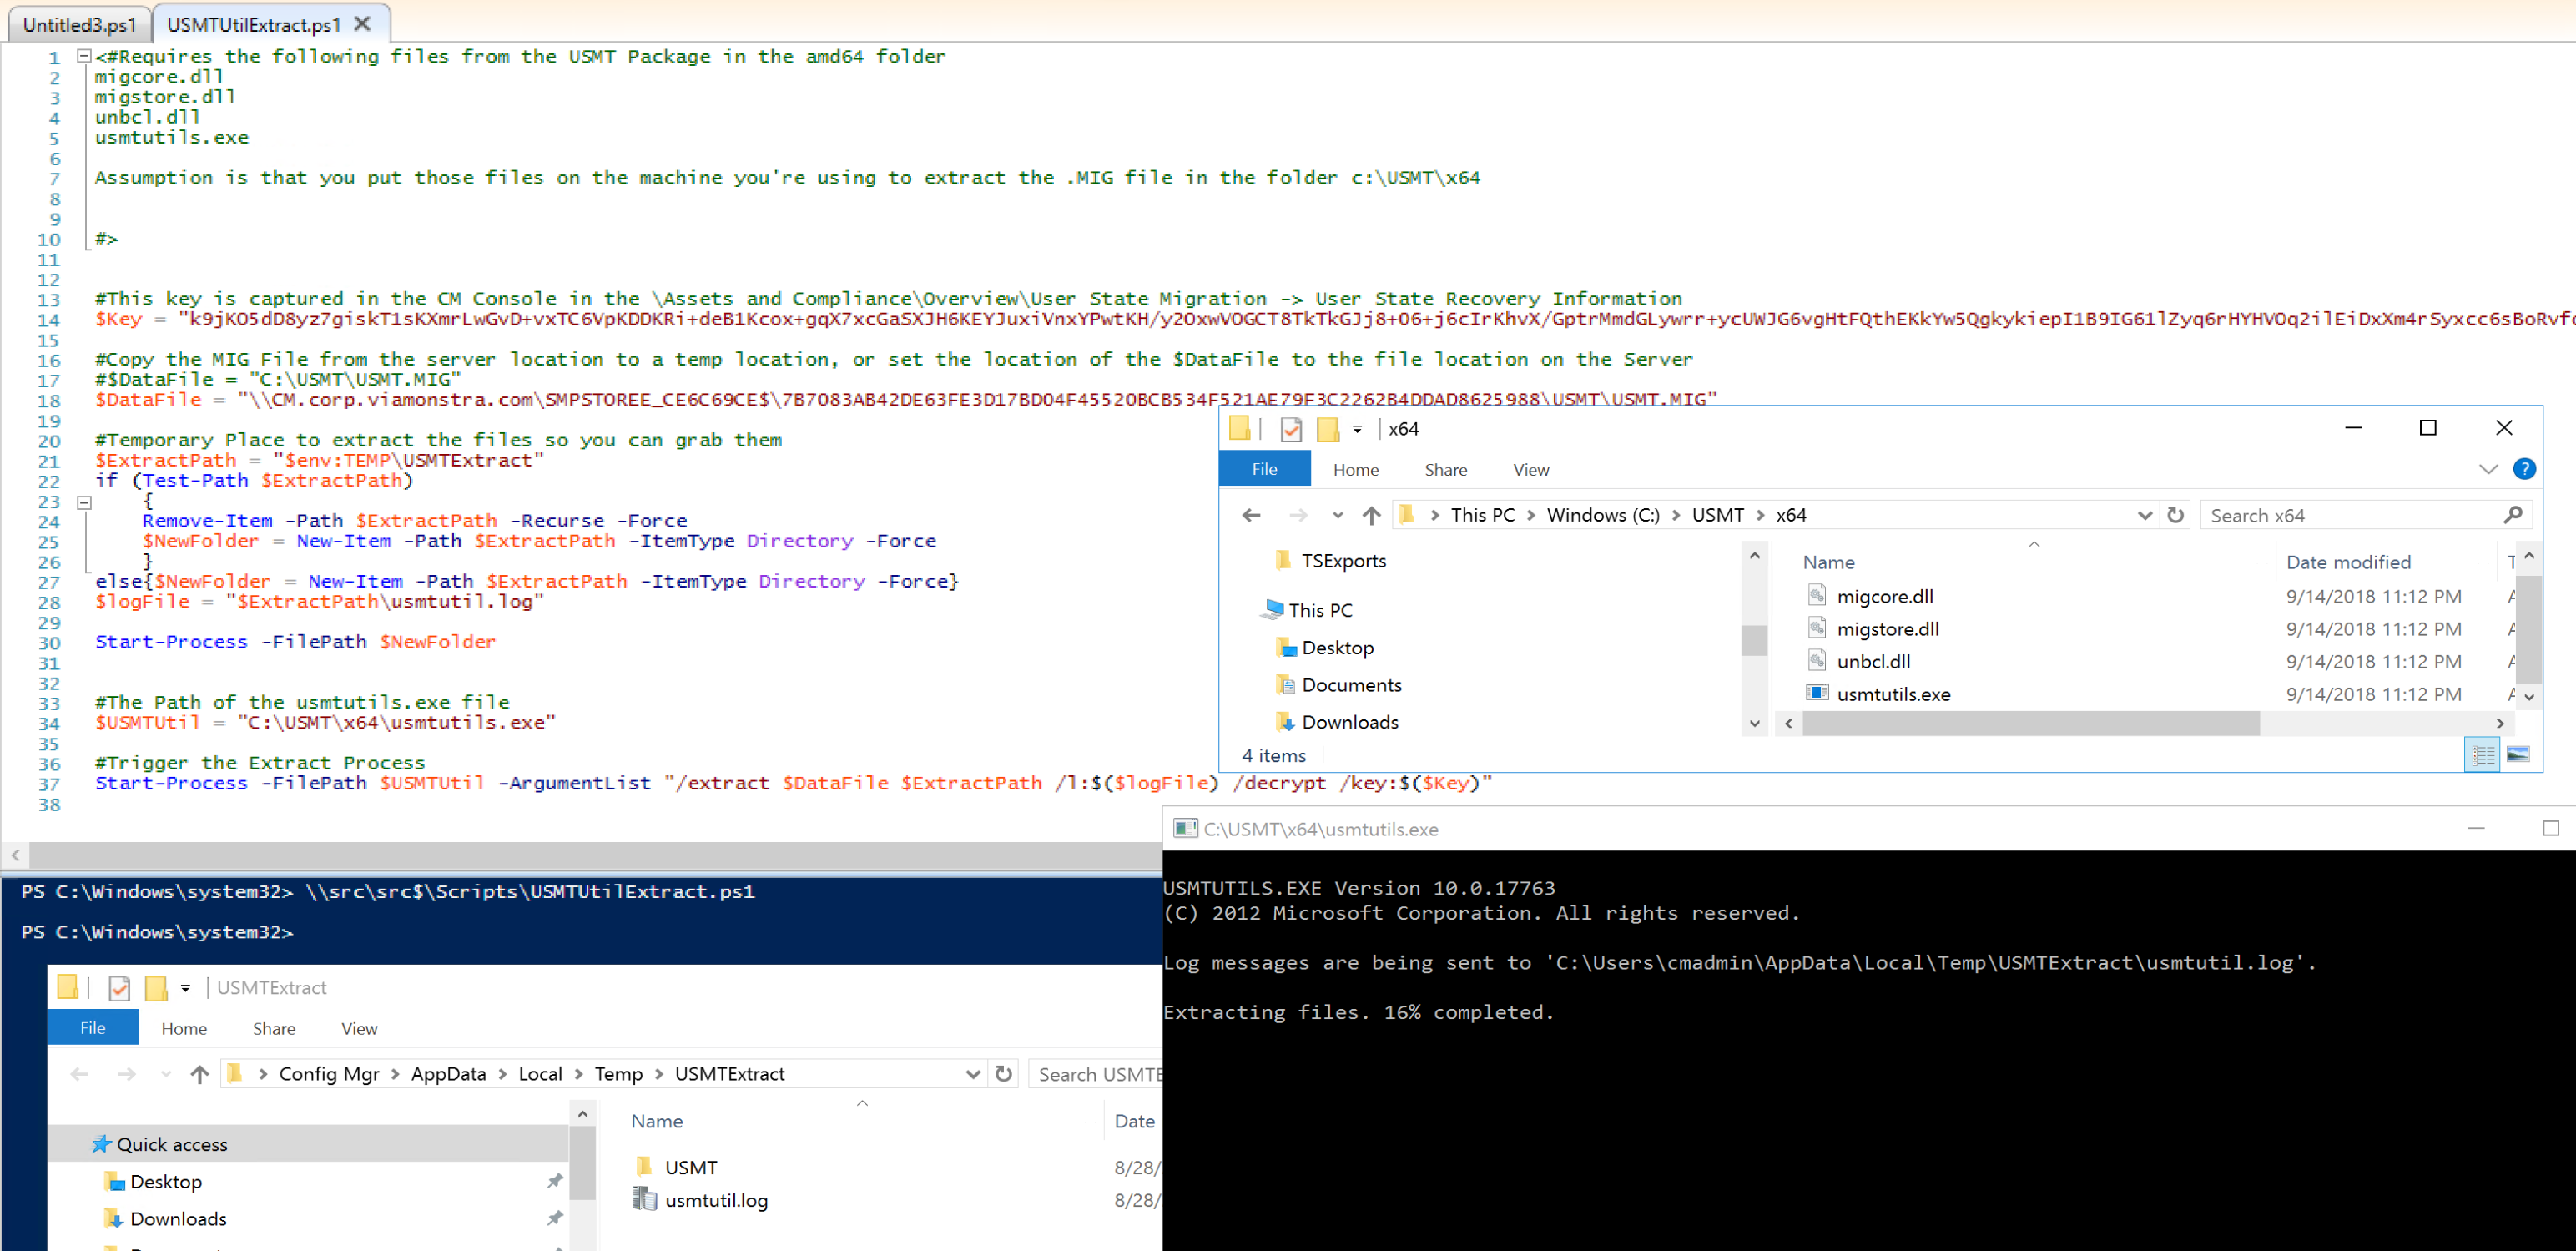 Untitled3.ps1 USMTUtilExtract.ps1
1 <#Requires the following files from the USMT Package in the amd64 folder
2 migcore.dll
3 migstore.dll
4 unbcl.dll
5 usmtutils.exe
6
7 Assumption is that you put those files on the machine you're using to extract the .MIG file in the folder c:\USMT\x64
8
9
10 #>
11
12
13 #This key is captured in the CM Console in the \Assets and Compliance\Overview\User State Migration -> User State Recovery Information
14 $Key =
15
16 #Copy the MIG File from the server location to a temp location, or set the location of the $DataFile to the file location on the Server
17 #$DataFile = "C:\USMT\USMT.MIG"
18 $DataFile = "\\CM.corp.viamonstra.com\SMPSTOREE_CE6C69CE$\7B7083AB42DE63FE3D17BD04F45520BCB534F521AE79F3C2262B4DDAD8625988\USMT\USMT.MIG"
19
20 #Temporary Place to extract the files so you can grab them
21 $ExtractPath = "$env:TEMP\USMTExtract"
22 if (Test-Path $ExtractPath)
23 {
24 Remove-Item -Path $ExtractPath -Recurse -Force
25 $NewFolder = New-Item -Path $ExtractPath -ItemType Directory -Force
26 }
27 else{$NewFolder = New-Item -Path $ExtractPath -ItemType Directory -Force}
28 $logFile = "$ExtractPath\usmtutil.log"
29
30 Start-Process -FilePath $NewFolder
31
32
33 #The Path of the usmtutils.exe file
34 $USMTUtil = "C:\USMT\x64\usmtutils.exe"
35
36 #Trigger the Extract Process
37 Start-Process -FilePath $USMTUtil -ArgumentList "/extract $DataFile $ExtractPath /l:$($logFile) /decrypt /key:$($Key)"
38
x64
File Home Share View
This PC Windows (C:) USMT x64 Search x64
TSExports
This PC
Desktop
Documents
Downloads
Name Date modified
migcore.dll 9/14/2018 11:12 PM
migstore.dll 9/14/2018 11:12 PM
unbcl.dll 9/14/2018 11:12 PM
usmtutils.exe 9/14/2018 11:12 PM
4 items
PS C:\Windows\system32> \\src\src$\Scripts\USMTUtilExtract.ps1
PS C:\Windows\system32>
C:\USMT\x64\usmtutils.exe
USMTUTILS.EXE Version 10.0.17763
(C) 2012 Microsoft Corporation. All rights reserved.
Log messages are being sent to 'C:\Users\cmadmin\AppData\Local\Temp\USMTExtract\usmtutil.log'.
Extracting files. 16% completed.
USMTExtract
File Home Share View
Config Mgr AppData Local Temp USMTExtract Search
Quick access
Desktop
Downloads
Name Date
USMT 8/28/
usmtutil.log 8/28/